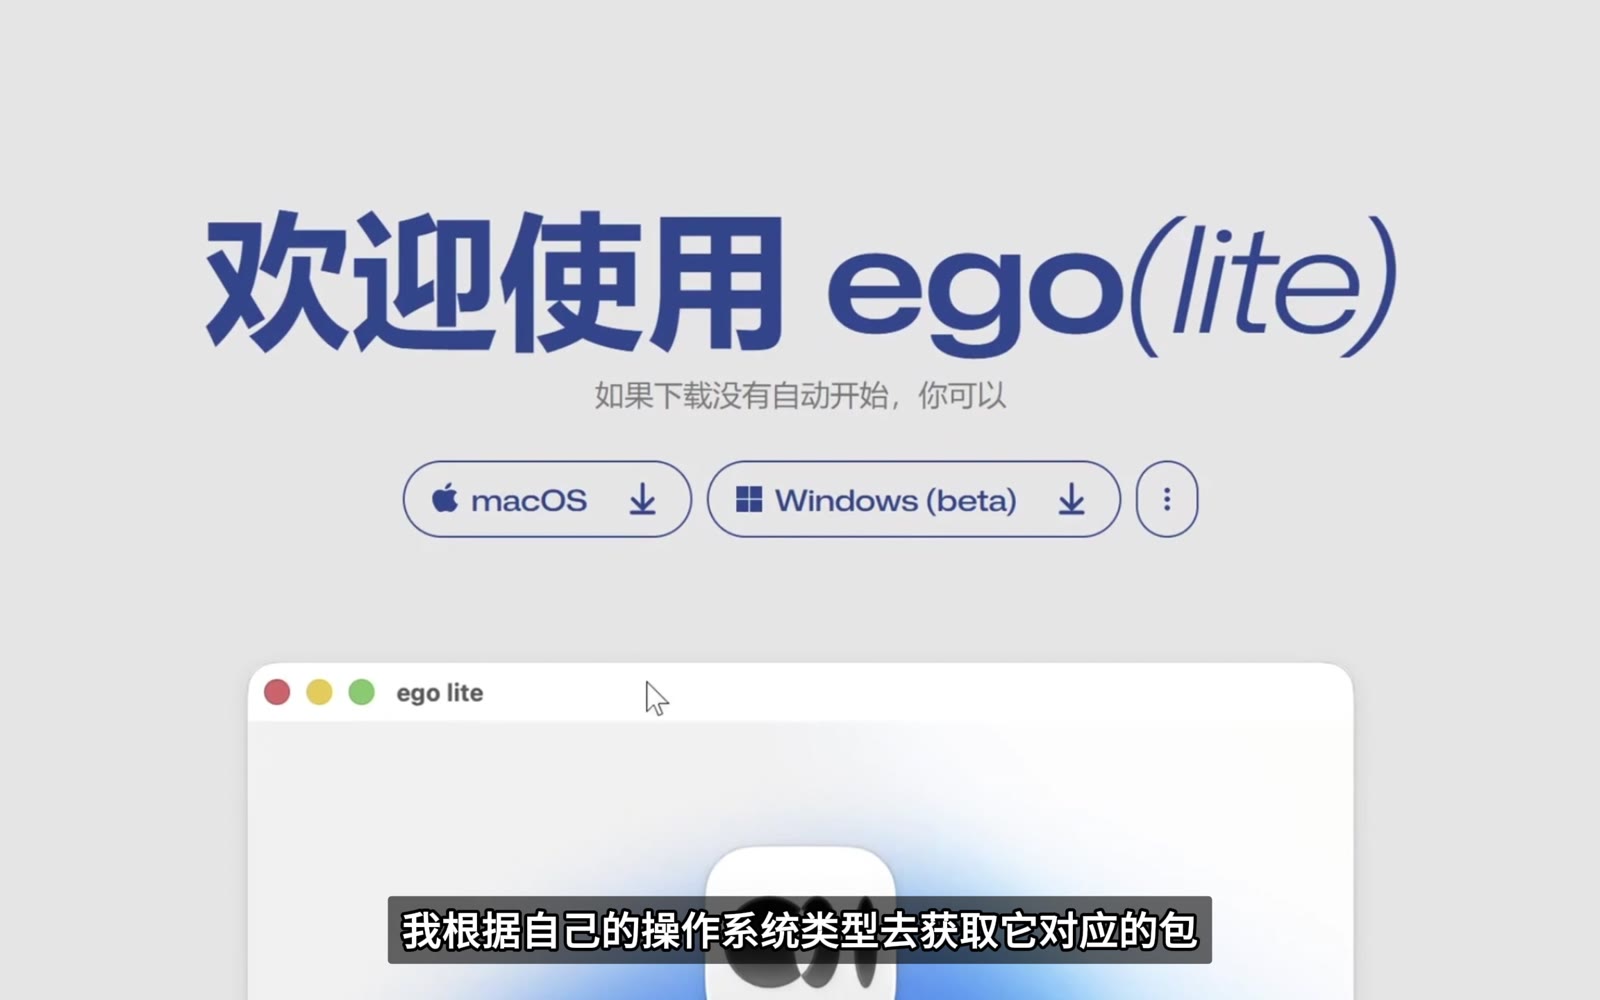 欢迎使用 ego(lite)
如果下载没有自动开始，你可以
macOS
Windows (beta)
ego lite
我根据自己的操作系统类型去获取它对应的包